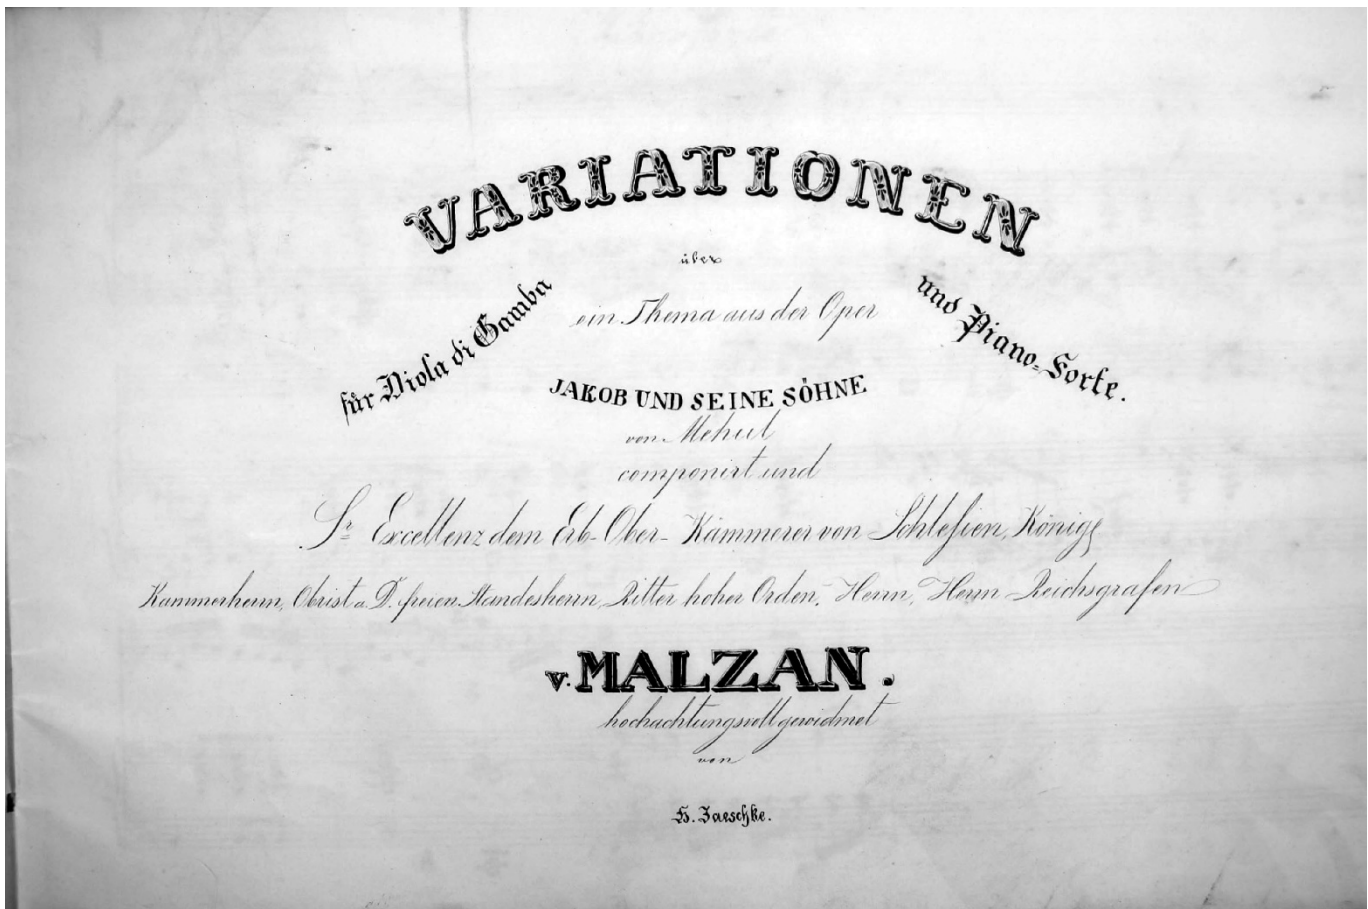 VARIATIONEN
über
für Viola di Gamba
ein Thema aus der Oper
und Piano-Forte.
JAKOB UND SEINE SÖHNE
von Mehul
componirt und
Sr Excellenz dem Erb-Ober-Kämmerer von Schlesien, Königs
Kammerherrn, Obrist a. D. freien Standesherrn, Ritter hoher Orden, Herrn, Herrn Reichsgrafen
v. MALZAN.
hochachtungsvoll gewidmet
von
H. Jaeschke.